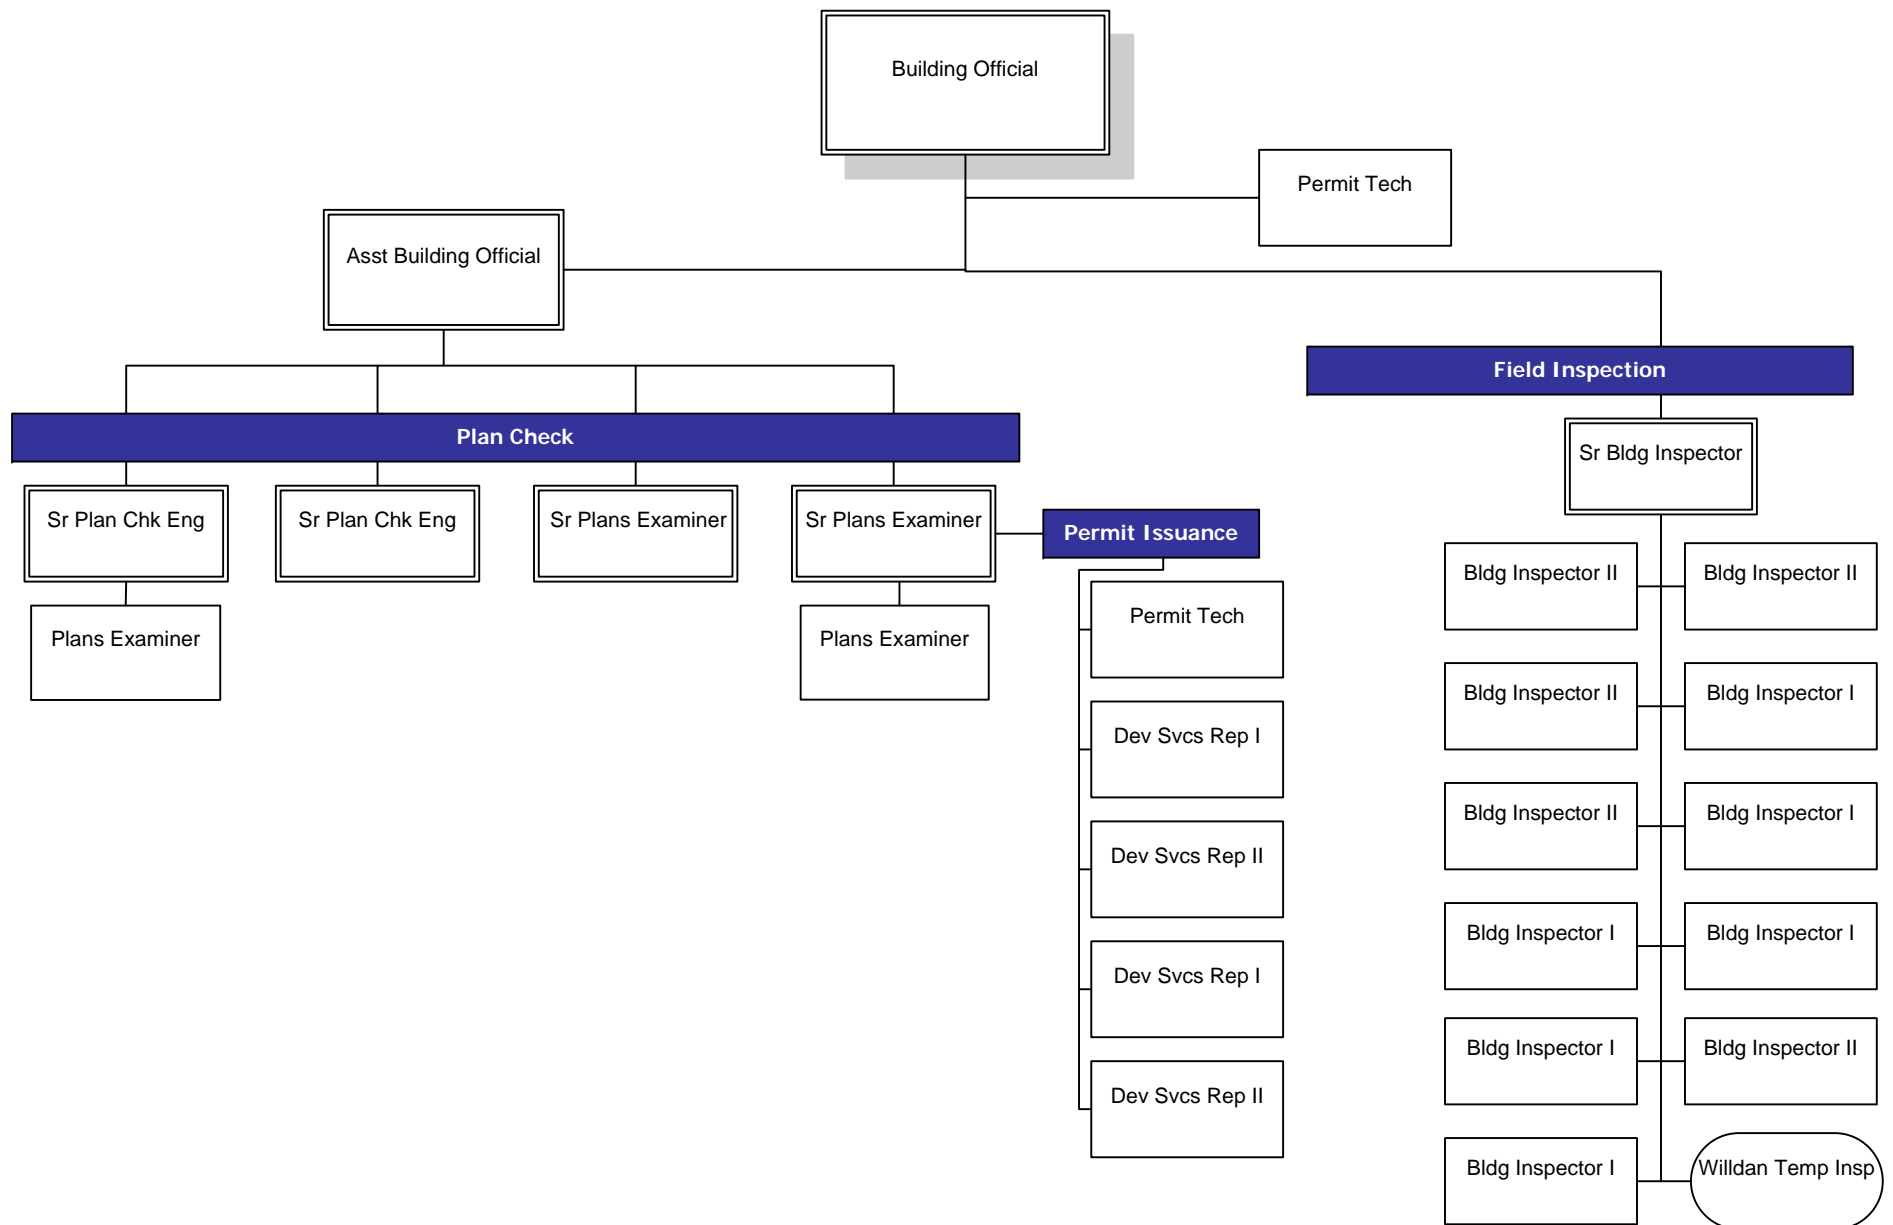 Building Official
Permit Tech
Asst Building Official
Field Inspection
Plan Check
Sr Bldg Inspector
Sr Plan Chk Eng
Sr Plan Chk Eng
Sr Plans Examiner
Sr Plans Examiner
Permit Issuance
Plans Examiner
Plans Examiner
Permit Tech
Dev Svcs Rep I
Dev Svcs Rep II
Dev Svcs Rep I
Dev Svcs Rep II
Bldg Inspector II
Bldg Inspector II
Bldg Inspector II
Bldg Inspector I
Bldg Inspector II
Bldg Inspector I
Bldg Inspector I
Bldg Inspector I
Bldg Inspector I
Bldg Inspector II
Bldg Inspector I
Willdan Temp Insp